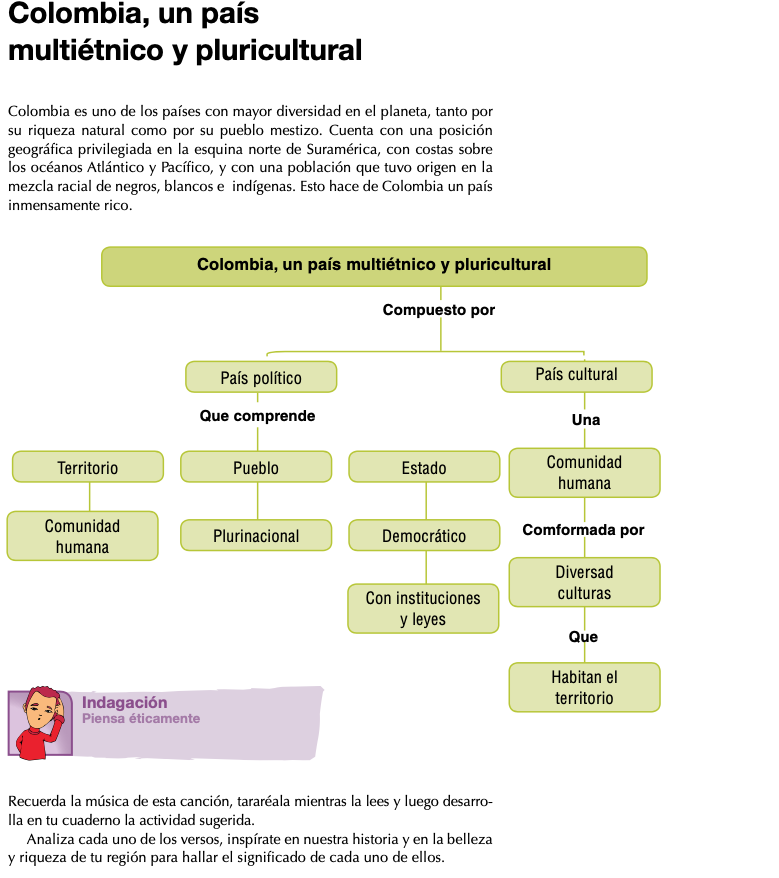 Colombia, un país
multiétnico y pluricultural
Colombia es uno de los países con mayor diversidad en el planeta, tanto por
su riqueza natural como por su pueblo mestizo. Cuenta con una posición
geográfica privilegiada en la esquina norte de Suramérica, con costas sobre
los océanos Atlántico y Pacífico, y con una población que tuvo origen en la
mezcla racial de negros, blancos e indígenas. Esto hace de Colombia un país
inmensamente rico.
Colombia, un país multiétnico y pluricultural
Compuesto por
País político
País cultural
Que comprende
Una
Territorio
Pueblo
Estado
Comunidad
humana
Comunidad
humana
Plurinacional
Democrático
Comformada por
Con instituciones
y leyes
Diversad
culturas
Que
Habitan el
territorio
Indagación
Piensa éticamente
Recuerda la música de esta canción, tararéala mientras la lees y luego desarro-
lla en tu cuaderno la actividad sugerida.
Analiza cada uno de los versos, inspírate en nuestra historia y en la belleza
y riqueza de tu región para hallar el significado de cada uno de ellos.